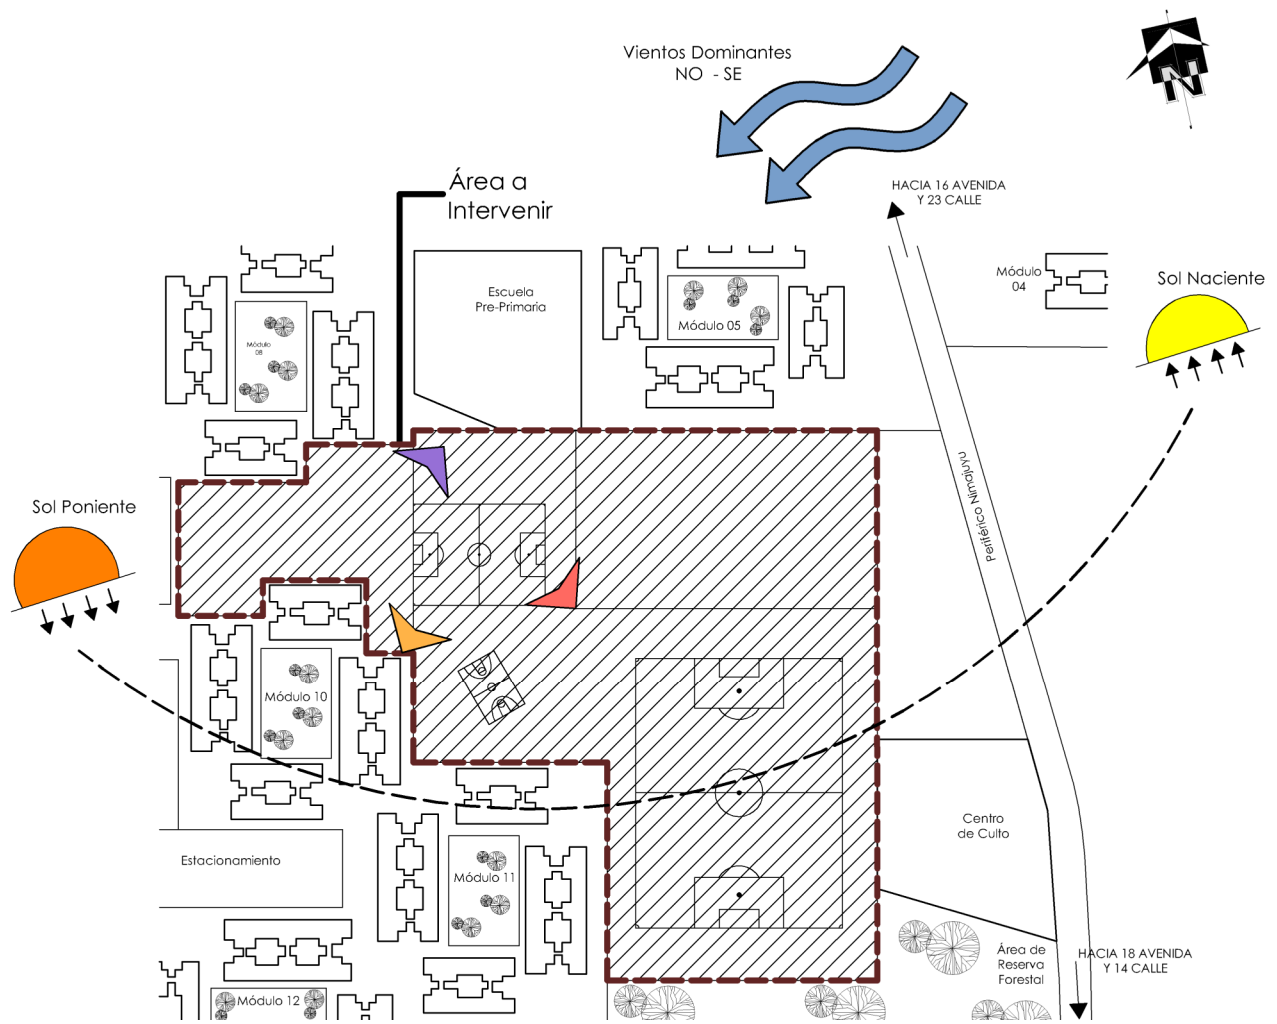 Vientos Dominantes
NO - SE
N
HACIA 16 AVENIDA
Y 23 CALLE
Área a
Intervenir
Módulo
04
Sol Naciente
Escuela
Pre-Primaria
Módulo 05
Módulo
08
Periférico Nimajuyu
Sol Poniente
Módulo 10
Centro
de Culto
Estacionamiento
Módulo 11
Área de
Reserva
Forestal
HACIA 18 AVENIDA
Y 14 CALLE
Módulo 12